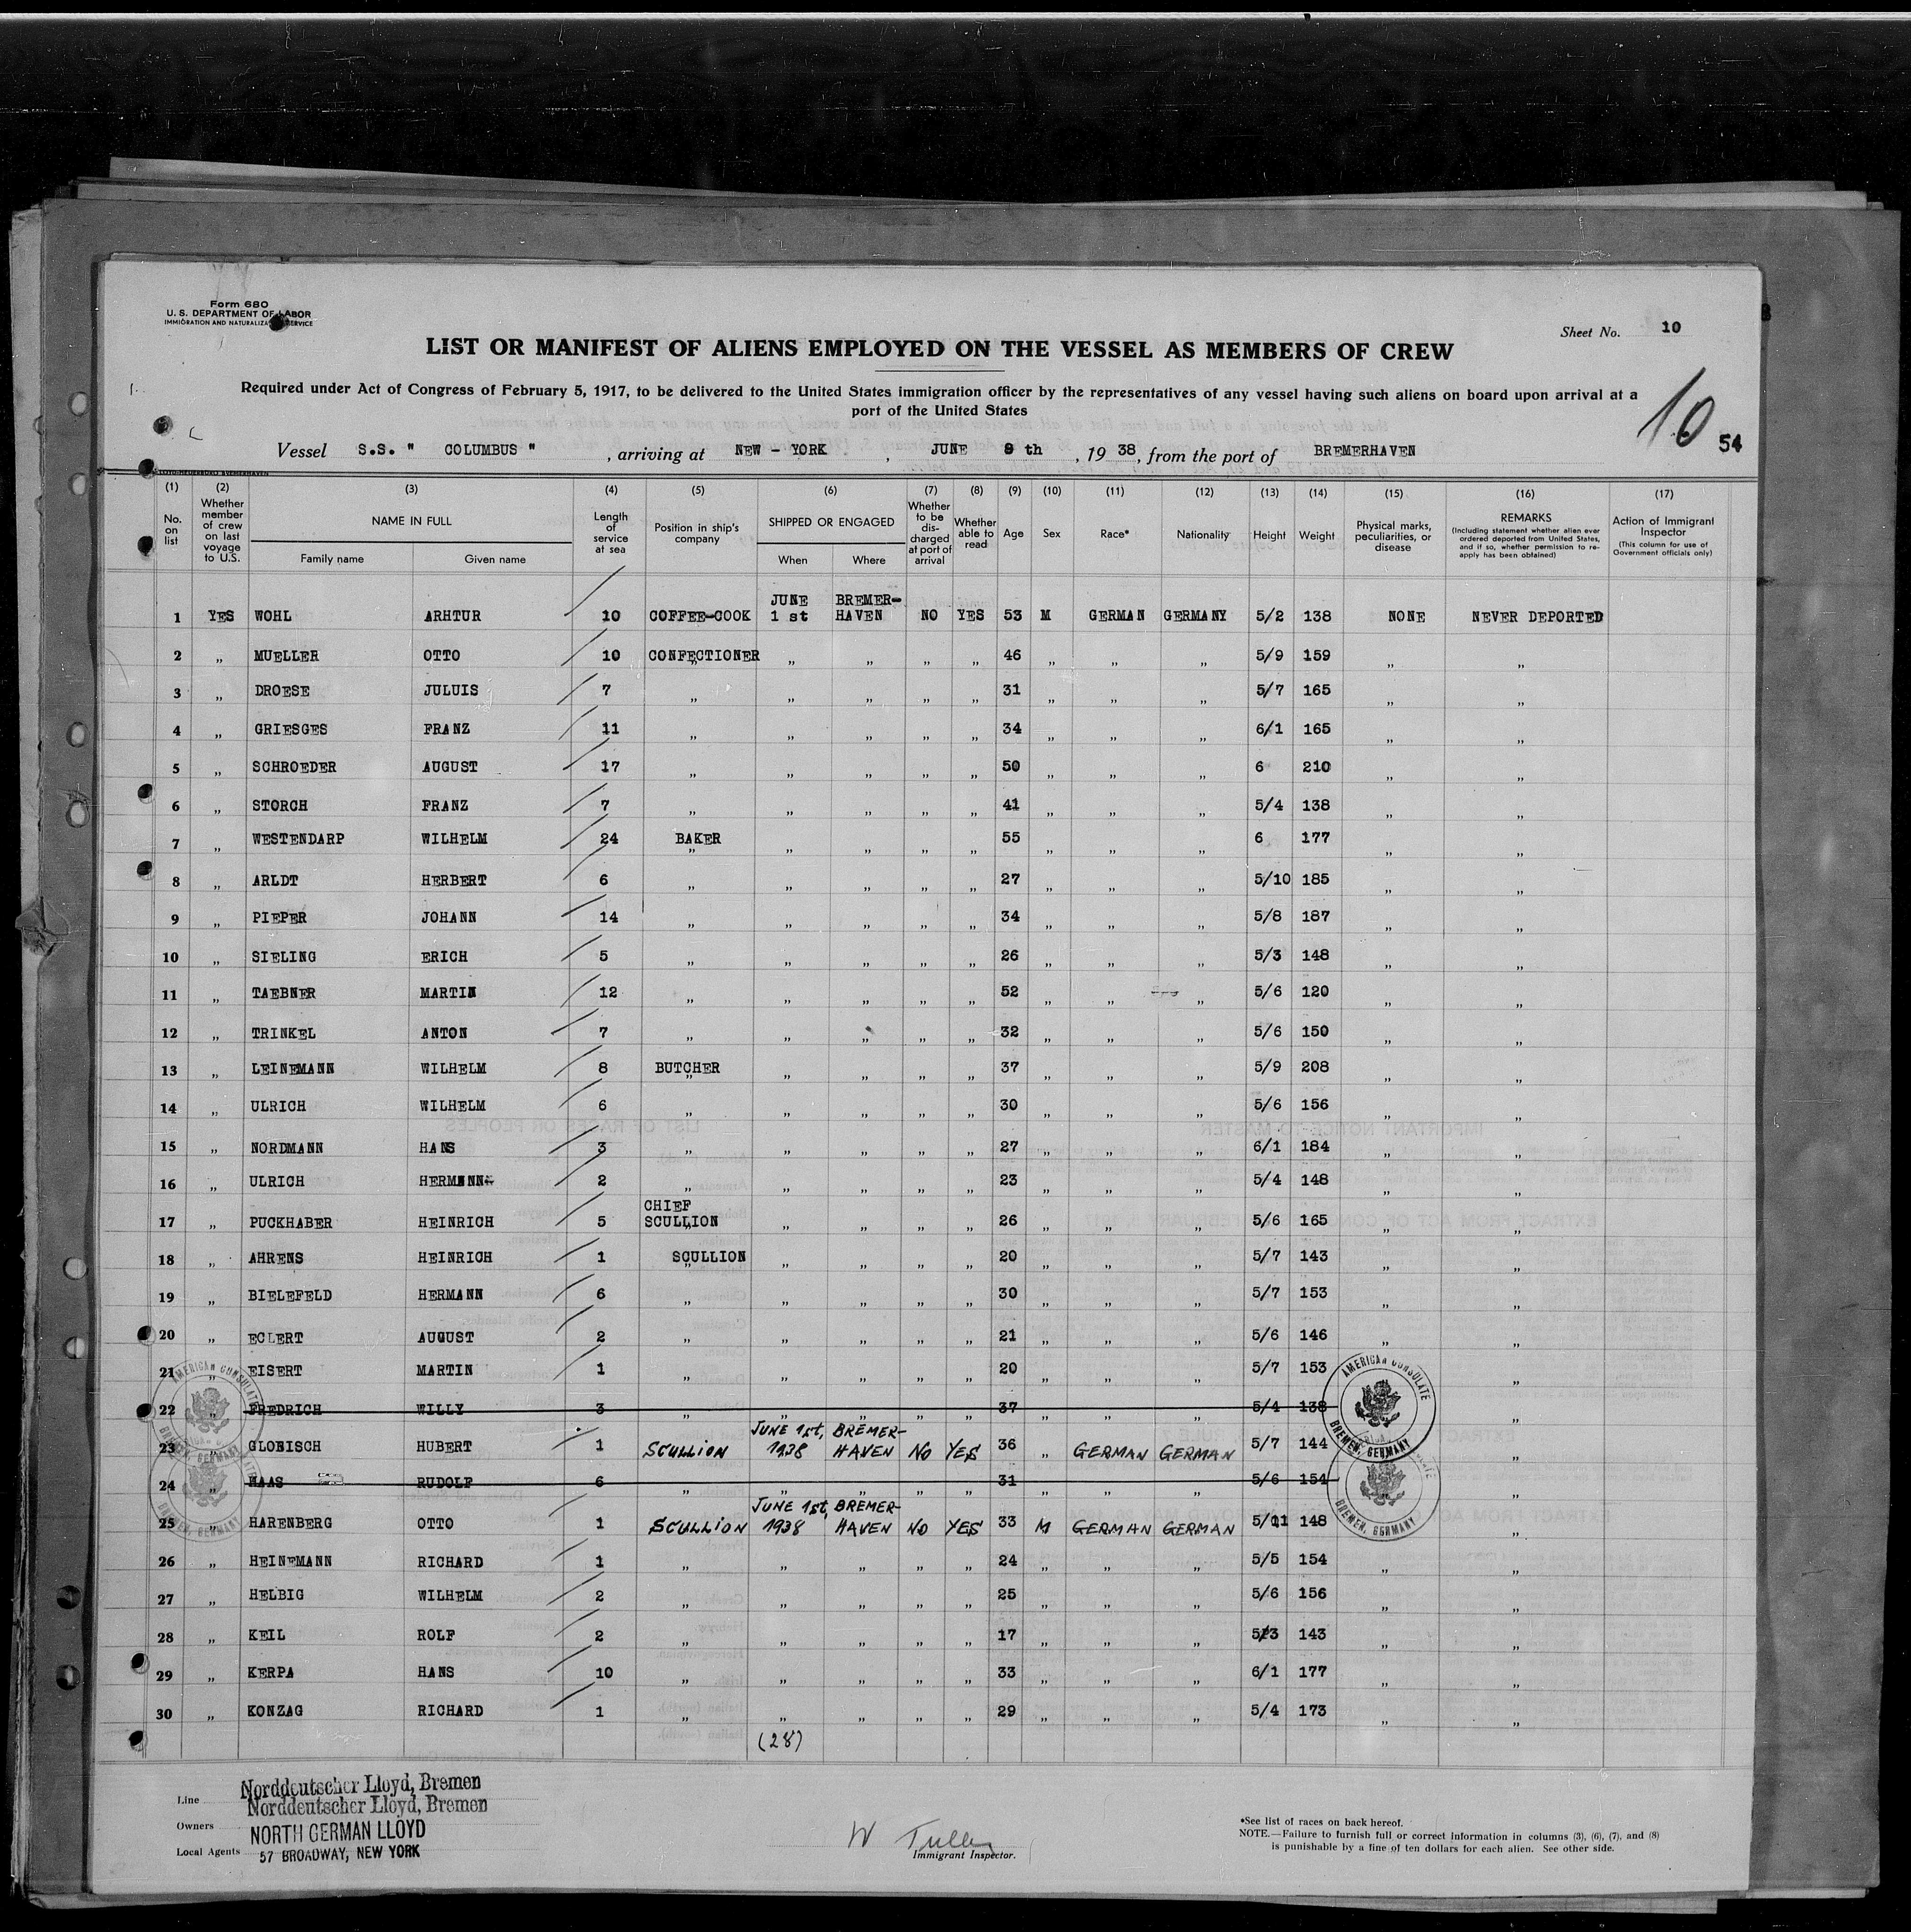 Form 680
U. S. DEPARTMENT OF LABOR
IMMIGRATION AND NATURALIZATION SERVICE
Sheet No. 10
LIST OR MANIFEST OF ALIENS EMPLOYED ON THE VESSEL AS MEMBERS OF CREW
Required under Act of Congress of February 5, 1917, to be delivered to the United States immigration officer by the representatives of any vessel having such aliens on board upon arrival at a
port of the United States
10 54
Vessel S.S. " COLUMBUS " , arriving at NEW - YORK , JUNE 9 th , 19 38, from the port of BREMERHAVEN
(1) (2) (3) (4) (5) (6) (7) (8) (9) (10) (11) (12) (13) (14) (15) (16) (17)
No. on list
Whether member of crew on last voyage to U.S.
NAME IN FULL
Family name
Given name
Length of service at sea
Position in ship's company
SHIPPED OR ENGAGED
When
Where
Whether to be discharged at port of arrival
Whether able to read
Age
Sex
Race*
Nationality
Height
Weight
Physical marks, peculiarities, or disease
REMARKS
(Including statement whether alien ever ordered deported from United States, and if so, whether permission to re-apply has been obtained)
Action of Immigrant Inspector
(This column for use of Government officials only)
1 YES WOHL ARHTUR 10 COFFEE-COOK JUNE 1 st BREMER-HAVEN NO YES 53 M GERMAN GERMANY 5/2 138 NONE NEVER DEPORTED
2 „ MUELLER OTTO 10 CONFECTIONER „ „ „ „ 46 „ „ „ 5/9 159 „ „
3 „ DROESE JULUIS 7 „ „ „ „ „ 31 „ „ „ 5/7 165 „ „
4 „ GRIESGES FRANZ 11 „ „ „ „ „ 34 „ „ „ 6/1 165 „ „
5 „ SCHROEDER AUGUST 17 „ „ „ „ „ 50 „ „ „ 6 210 „ „
6 „ STORCH FRANZ 7 „ „ „ „ „ 41 „ „ „ 5/4 138 „ „
7 „ WESTENDARP WILHELM 24 BAKER „ „ „ „ 55 „ „ „ 6 177 „ „
8 „ ARLDT HERBERT 6 „ „ „ „ „ 27 „ „ „ 5/10 185 „ „
9 „ PIEPER JOHANN 14 „ „ „ „ „ 34 „ „ „ 5/8 187 „ „
10 „ SIELING ERICH 5 „ „ „ „ „ 26 „ „ „ 5/3 148 „ „
11 „ TAEBNER MARTIN 12 „ „ „ „ „ 52 „ „ „ 5/6 120 „ „
12 „ TRINKEL ANTON 7 „ „ „ „ „ 32 „ „ „ 5/6 150 „ „
13 „ LEINEMANN WILHELM 8 BUTCHER „ „ „ „ 37 „ „ „ 5/9 208 „ „
14 „ ULRICH WILHELM 6 „ „ „ „ „ 30 „ „ „ 5/6 156 „ „
15 „ NORDMANN HANS 3 „ „ „ „ „ 27 „ „ „ 6/1 184 „ „
16 „ ULRICH HERMANN 2 „ „ „ „ „ 23 „ „ „ 5/4 148 „ „
17 „ PUCKHABER HEINRICH 5 CHIEF SCULLION „ „ „ „ 26 „ „ „ 5/6 165 „ „
18 „ AHRENS HEINRICH 1 SCULLION „ „ „ „ 20 „ „ „ 5/7 143 „ „
19 „ BIELEFELD HERMANN 6 „ „ „ „ „ 30 „ „ „ 5/7 153 „ „
20 „ ECLERT AUGUST 2 „ „ „ „ „ 21 „ „ „ 5/6 146 „ „
21 „ EISERT MARTIN 1 „ „ „ „ „ 20 „ „ „ 5/7 153 „
22 „ FREDRICH WILLY 3 „ „ „ „ „ 37 „ „ „ 5/4 138 „
23 „ GLOBISCH HUBERT 1 SCULLION JUNE 1st, 1938 BREMER-HAVEN NO YES 36 „ GERMAN GERMAN 5/7 144 „
24 „ HAAS RUDOLF 6 „ „ „ „ „ 31 „ „ „ 5/6 154 „ „
25 „ HARENBERG OTTO 1 SCULLION JUNE 1st, 1938 BREMER-HAVEN NO YES 33 M GERMAN GERMAN 5/11 148 „
26 „ HEINEMANN RICHARD 1 „ „ „ „ „ 24 „ „ „ 5/5 154 „ „
27 „ HELBIG WILHELM 2 „ „ „ „ „ 25 „ „ „ 5/6 156 „ „
28 „ KEIL ROLF 2 „ „ „ „ „ 17 „ „ „ 5/3 143 „ „
29 „ KERPA HANS 10 „ „ „ „ „ 33 „ „ „ 6/1 177 „ „
30 „ KONZAG RICHARD 1 „ „ „ „ „ 29 „ „ „ 5/4 173 „ „
(28)
AMERICAN CONSULATE
BREMEN, GERMANY
AMERICAN CONSULATE
BREMEN, GERMANY
BREMEN, GERMANY
BREMEN, GERMANY
Line Norddeutscher Lloyd, Bremen
Norddeutscher Lloyd, Bremen
Owners NORTH GERMAN LLOYD
Local Agents 57 BROADWAY, NEW YORK
Immigrant Inspector.
*See list of races on back hereof.
NOTE.—Failure to furnish full or correct information in columns (3), (6), (7), and (8)
is punishable by a fine of ten dollars for each alien. See other side.